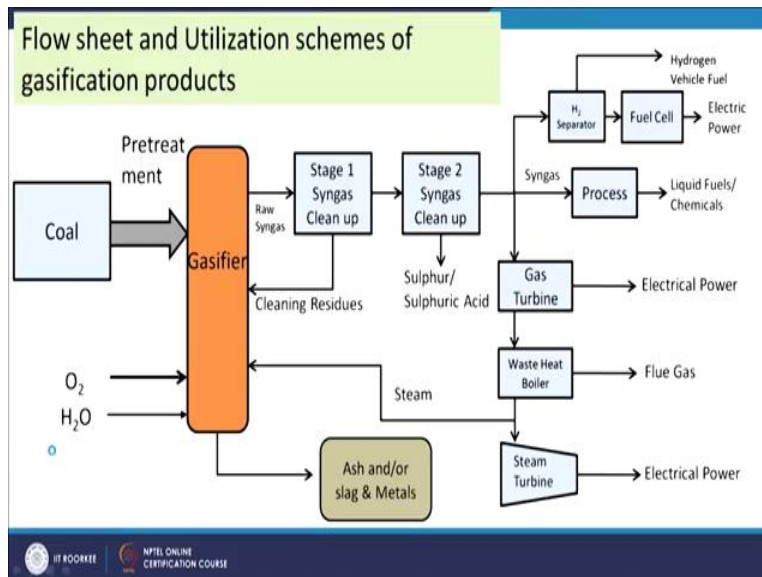 Flow sheet and Utilization schemes of
gasification products
Pretreat
ment
Coal
O₂
H₂O
Gasifier
Raw
Syngas
Stage 1
Syngas
Clean up
Cleaning Residues
Stage 2
Syngas
Clean up
Sulphur/
Sulphuric Acid
Syngas
H₂
Separator
Hydrogen
Vehicle Fuel
Fuel Cell
Electric
Power
Process
Liquid Fuels/
Chemicals
Gas
Turbine
Electrical Power
Waste Heat
Boiler
Flue Gas
Steam
Steam
Turbine
Electrical Power
Ash and/or
slag & Metals
IIT ROORKEE
NPTEL ONLINE
CERTIFICATION COURSE